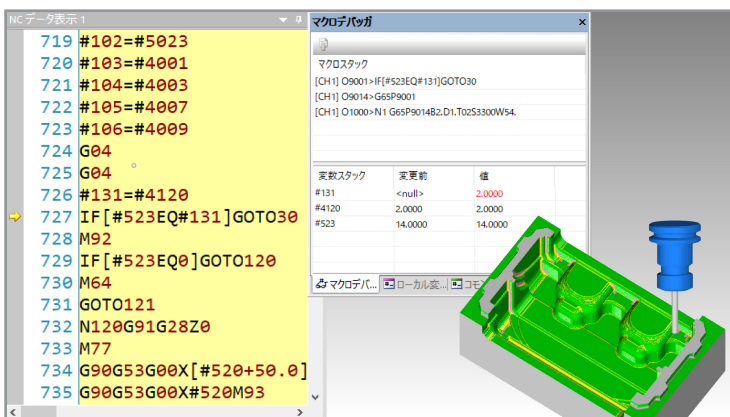 NC データ表示 1
719 #102=#5023
720 #103=#4001
721 #104=#4003
722 #105=#4007
723 #106=#4009
724 G04
725 G04
726 #131=#4120
727 IF[#523EQ#131]GOTO30
728 M92
729 IF[#523EQ0]GOTO120
730 M64
731 GOTO121
732 N120G91G28Z0
733 M77
734 G90G53G00X[#520+50.0]
735 G90G53G00X#520M93
マクロデバッガ
マクロスタック
[CH1] O9001>IF[#523EQ#131]GOTO30
[CH1] O9014>G65P9001
[CH1] O1000>N1 G65P9014B2.D1.T02S3300W54.
変数スタック 変更前 値
#131 <null> 2.0000
#4120 2.0000 2.0000
#523 14.0000 14.0000
マクロデバ... ローカル変... コモン